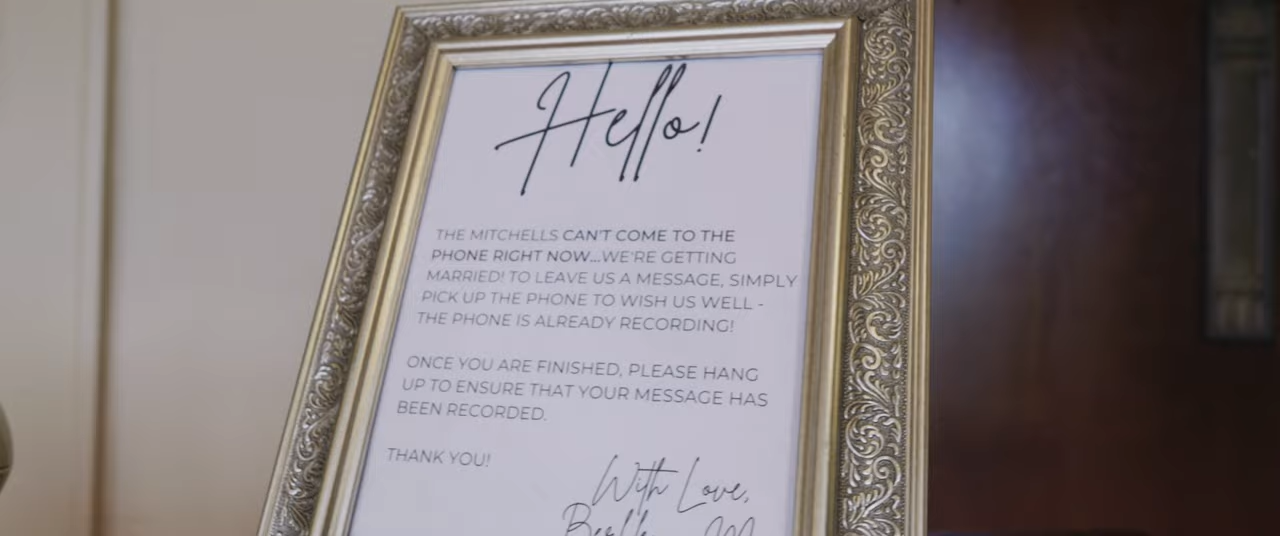 Hello!
THE MITCHELLS CAN'T COME TO THE
PHONE RIGHT NOW...WE'RE GETTING
MARRIED! TO LEAVE US A MESSAGE, SIMPLY
PICK UP THE PHONE TO WISH US WELL -
THE PHONE IS ALREADY RECORDING!
ONCE YOU ARE FINISHED, PLEASE HANG
UP TO ENSURE THAT YOUR MESSAGE HAS
BEEN RECORDED.
THANK YOU!
With Love,